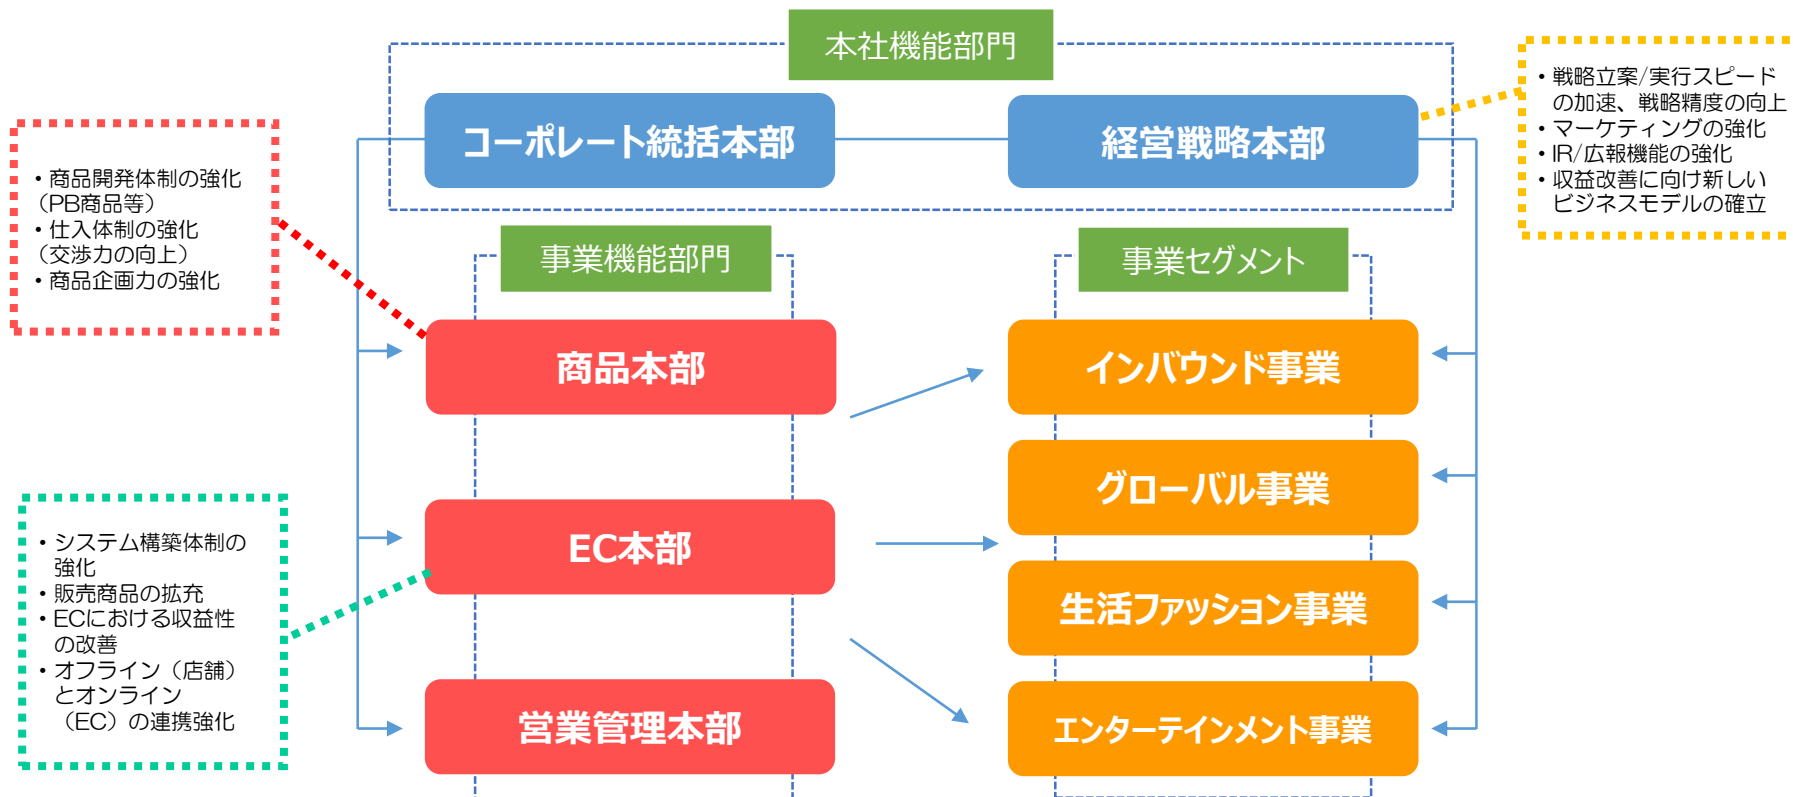 本社機能部門
コーポレート統括本部
経営戦略本部
・戦略立案/実行スピード
の加速、戦略精度の向上
・マーケティングの強化
・IR/広報機能の強化
・収益改善に向け新しい
ビジネスモデルの確立
・商品開発体制の強化
（PB商品等）
・仕入体制の強化
（交渉力の向上）
・商品企画力の強化
事業機能部門
商品本部
EC本部
営業管理本部
事業セグメント
インバウンド事業
グローバル事業
生活ファッション事業
エンターテインメント事業
・システム構築体制の
強化
・販売商品の拡充
・ECにおける収益性
の改善
・オフライン（店舗）
とオンライン
（EC）の連携強化